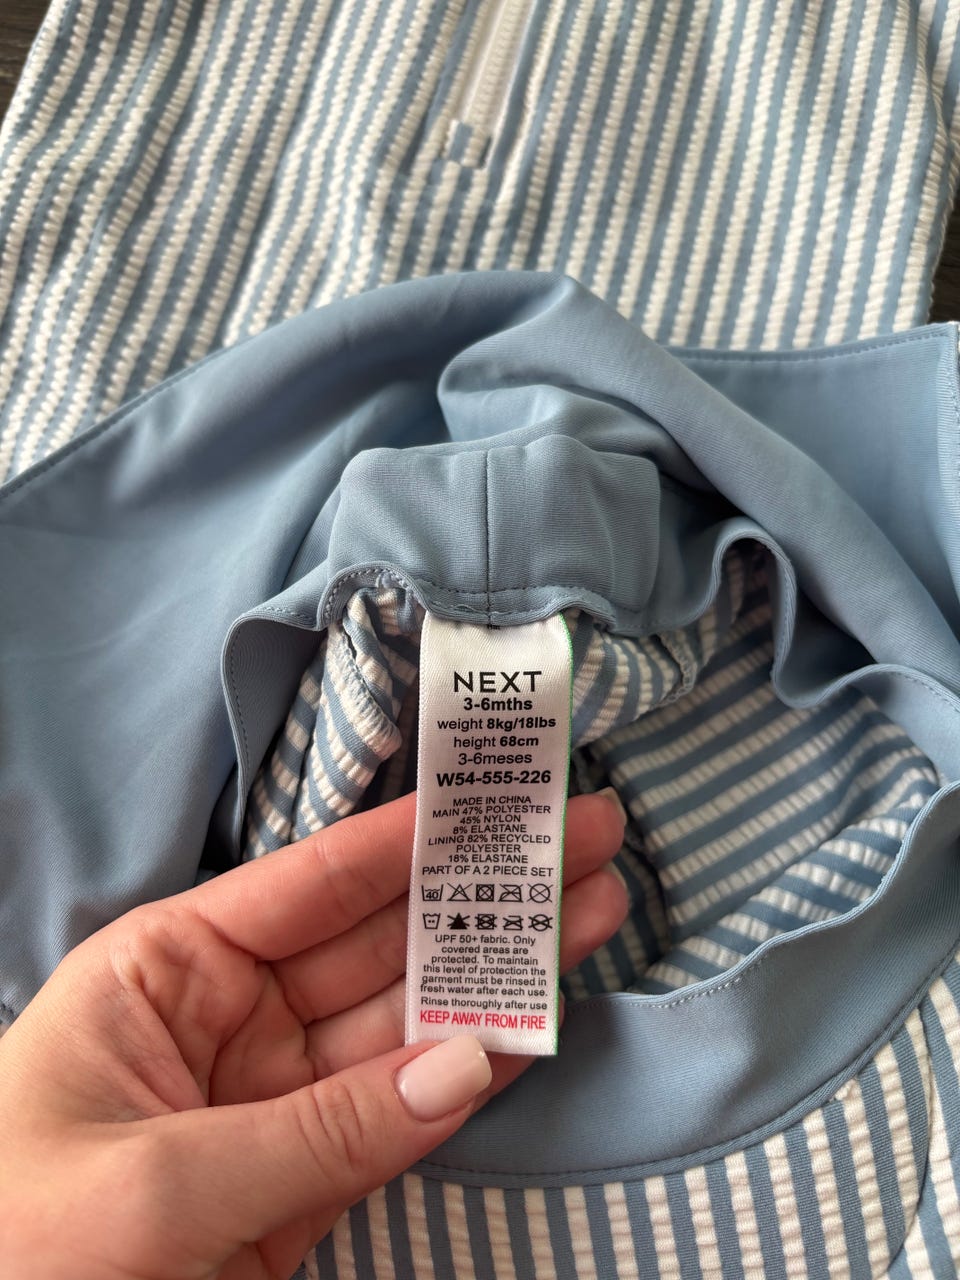 NEXT
3-6mths
weight 8kg/18lbs
height 68cm
3-6meses
W54-555-226
MADE IN CHINA
MAIN 47% POLYESTER
45% NYLON
8% ELASTANE
LINING 82% RECYCLED
POLYESTER
18% ELASTANE
PART OF A 2 PIECE SET
40
UPF 50+ fabric. Only
covered areas are
protected. To maintain
this level of protection the
garment must be rinsed in
fresh water after each use.
Rinse thoroughly after use
KEEP AWAY FROM FIRE